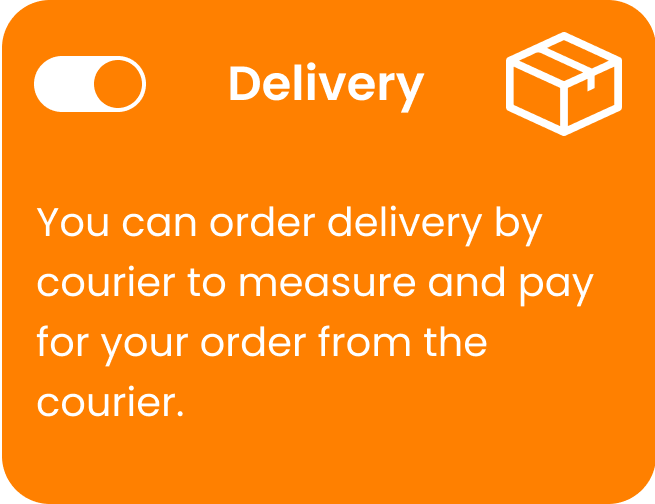 Delivery
You can order delivery by
courier to measure and pay
for your order from the
courier.